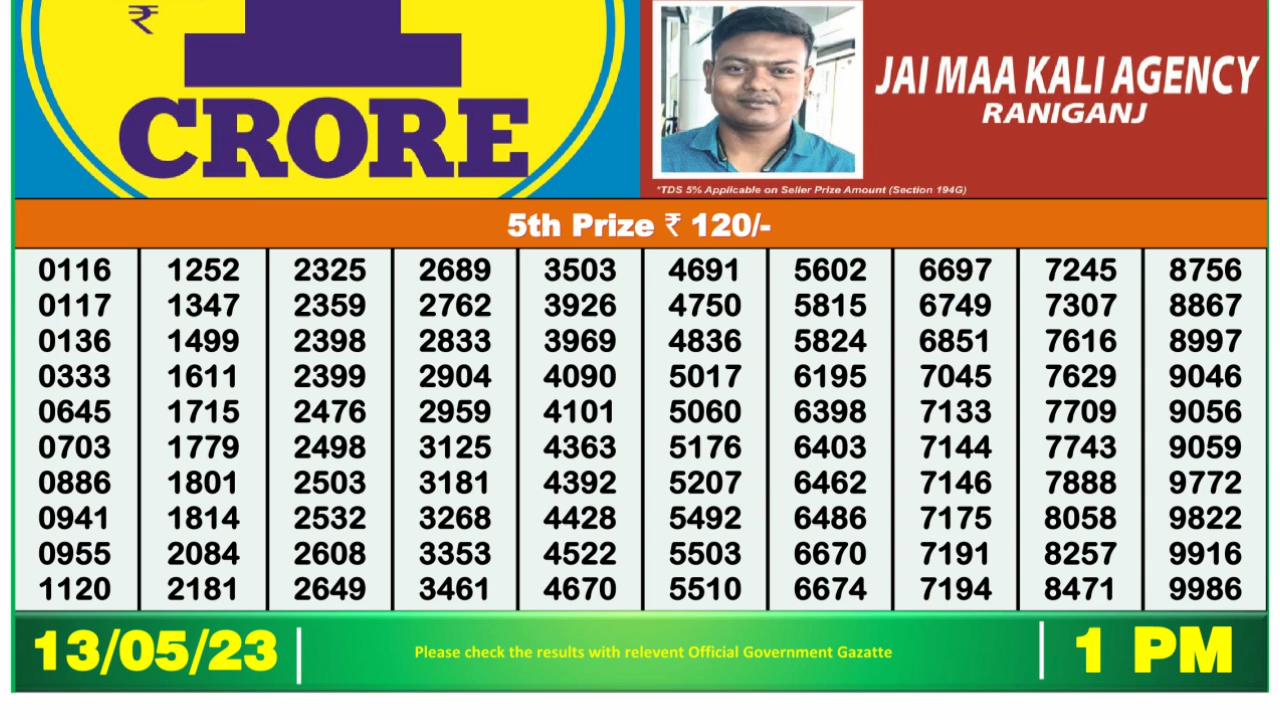 ₹
1
CRORE
JAI MAA KALI AGENCY
RANIGANJ
*TDS 5% Applicable on Seller Prize Amount (Section 194G)
5th Prize ₹ 120/-
0116 1252 2325 2689 3503 4691 5602 6697 7245 8756
0117 1347 2359 2762 3926 4750 5815 6749 7307 8867
0136 1499 2398 2833 3969 4836 5824 6851 7616 8997
0333 1611 2399 2904 4090 5017 6195 7045 7629 9046
0645 1715 2476 2959 4101 5060 6398 7133 7709 9056
0703 1779 2498 3125 4363 5176 6403 7144 7743 9059
0886 1801 2503 3181 4392 5207 6462 7146 7888 9772
0941 1814 2532 3268 4428 5492 6486 7175 8058 9822
0955 2084 2608 3353 4522 5503 6670 7191 8257 9916
1120 2181 2649 3461 4670 5510 6674 7194 8471 9986
13/05/23 Please check the results with relevent Official Government Gazatte 1 PM